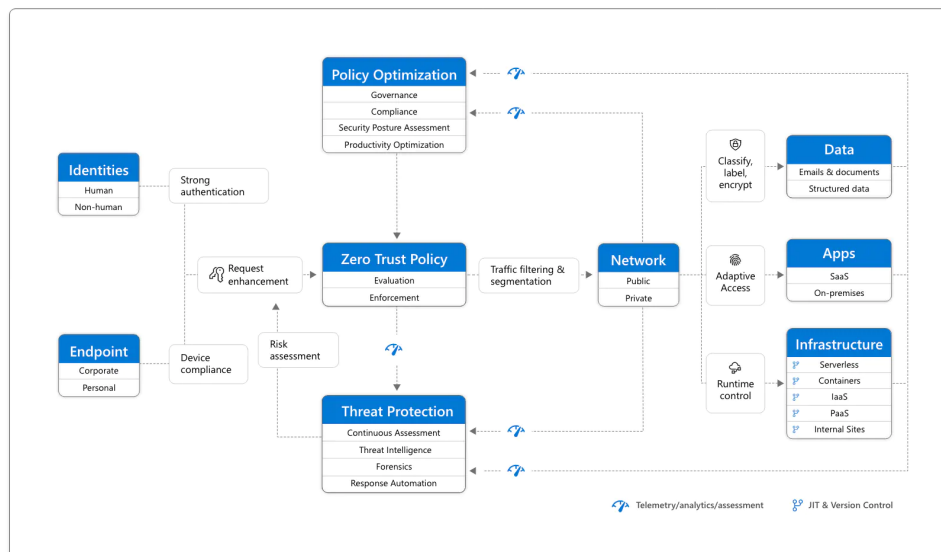 Policy Optimization
Governance
Compliance
Security Posture Assessment
Productivity Optimization
Identities
Human
Non-human
Strong
authentication
Endpoint
Corporate
Personal
Device
compliance
Request
enhancement
Risk
assessment
Zero Trust Policy
Evaluation
Enforcement
Threat Protection
Continuous Assessment
Threat Intelligence
Forensics
Response Automation
Traffic filtering &
segmentation
Network
Public
Private
Classify,
label,
encrypt
Adaptive
Access
Runtime
control
Data
Emails & documents
Structured data
Apps
SaaS
On-premises
Infrastructure
Serverless
Containers
IaaS
PaaS
Internal Sites
Telemetry/analytics/assessment
JIT & Version Control